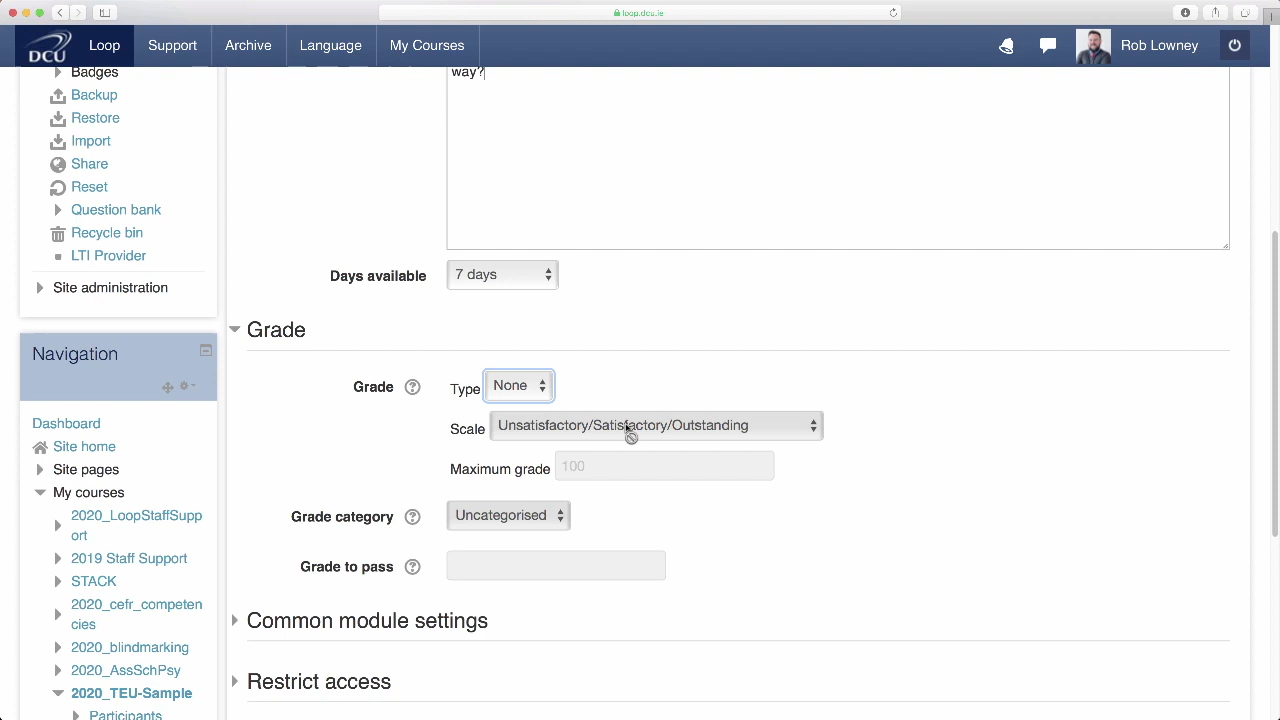 loop.dcu.ie
DCU
Loop
Support
Archive
Language
My Courses
Rob Lowney
Badges
Backup
Restore
Import
Share
Reset
Question bank
Recycle bin
LTI Provider
Site administration
Navigation
Dashboard
Site home
Site pages
My courses
2020_LoopStaffSupp
ort
2019 Staff Support
STACK
2020_cefr_competen
cies
2020_blindmarking
2020_AssSchPsy
2020_TEU-Sample
Participants
way?
Days available
7 days
Grade
Grade
Type
None
Scale
Unsatisfactory/Satisfactory/Outstanding
Maximum grade
100
Grade category
Uncategorised
Grade to pass
Common module settings
Restrict access